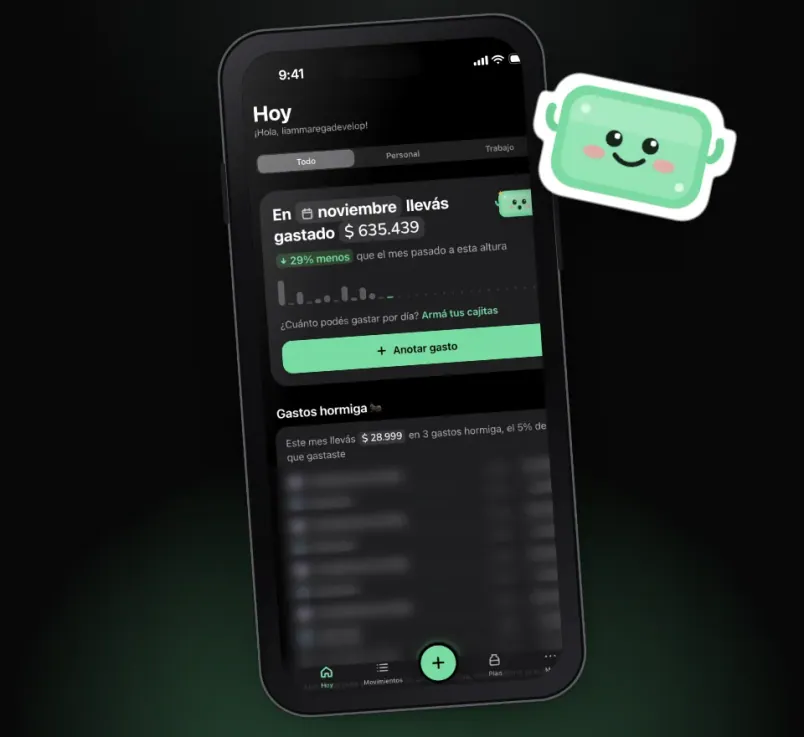 9:41
Hoy
¡Hola, liammaregadevelop!
Todo
Personal
Trabajo
En noviembre llevás
gastado $ 635.439
↓ 29% menos que el mes pasado a esta altura
¿Cuánto podés gastar por día? Armá tus cajitas
+ Anotar gasto
Gastos hormiga 🐜
Este mes llevás $ 28.999 en 3 gastos hormiga, el 5% de
que gastaste
Hoy
Movimientos
+
Plan